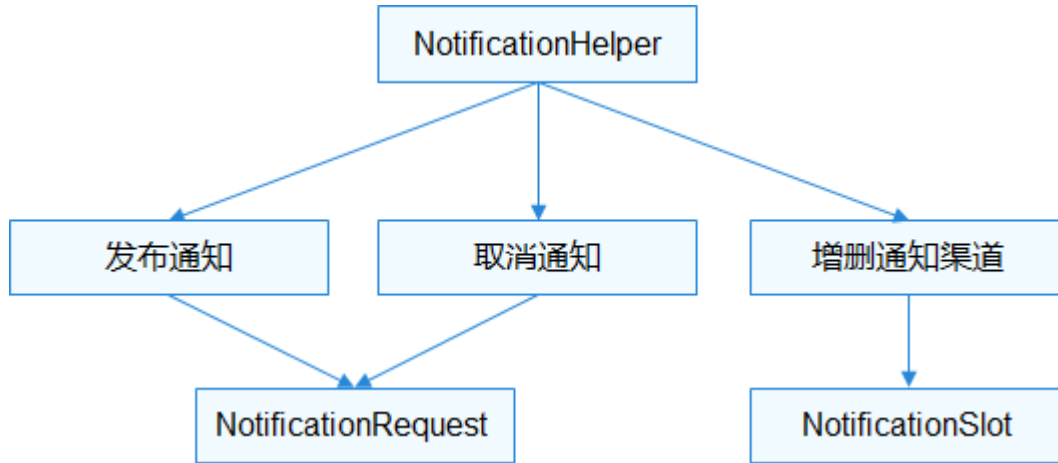 NotificationHelper
发布通知
取消通知
增删通知渠道
NotificationRequest
NotificationSlot